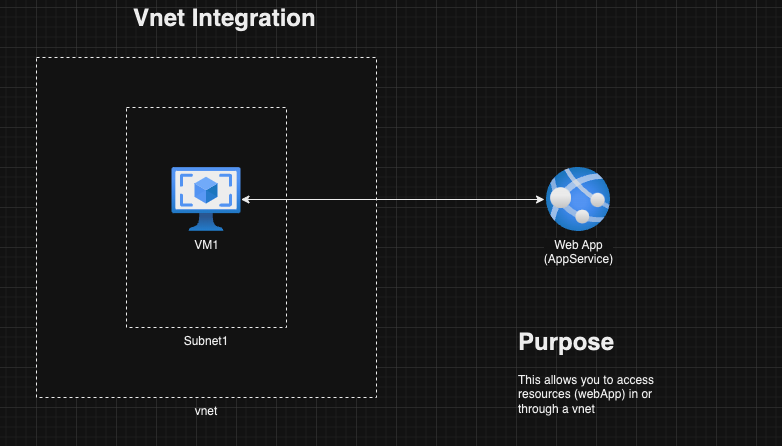 Vnet Integration
VM1
Web App
(AppService)
Subnet1
vnet
Purpose
This allows you to access
resources (webApp) in or
through a vnet